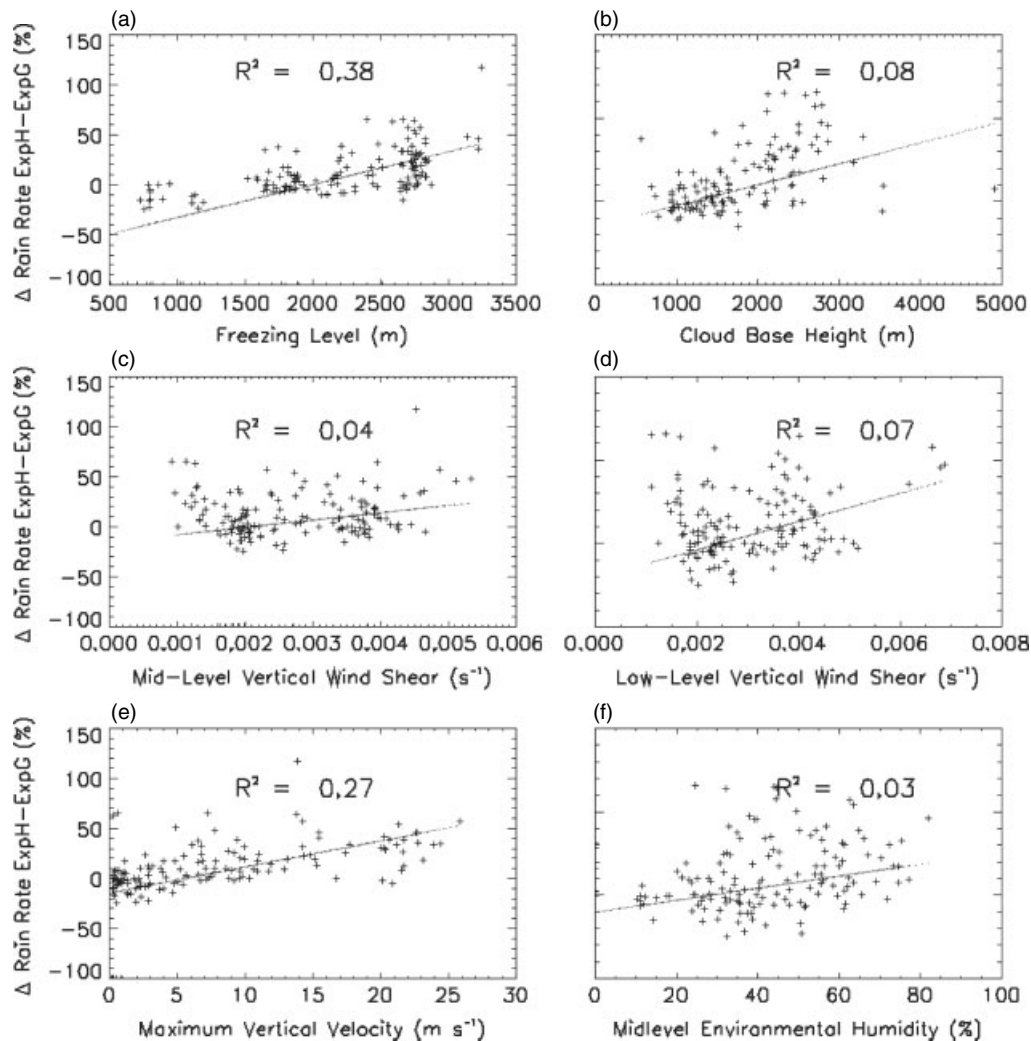 (a)
(b)
Δ Rain Rate ExpH-ExpG (%)
150
100
50
0
-50
-100
R² = 0.38
R² = 0.08
500 1000 1500 2000 2500 3000 3500
0 1000 2000 3000 4000 5000
Freezing Level (m)
Cloud Base Height (m)
(c)
(d)
Δ Rain Rate ExpH-ExpG (%)
150
100
50
0
-50
-100
R² = 0.04
R² = 0.07
0.000 0.001 0.002 0.003 0.004 0.005 0.006
0.000 0.002 0.004 0.006 0.008
Mid-Level Vertical Wind Shear (s⁻¹)
Low-Level Vertical Wind Shear (s⁻¹)
(e)
(f)
Δ Rain Rate ExpH-ExpG (%)
150
100
50
0
-50
-100
R² = 0.27
R² = 0.03
0 5 10 15 20 25 30
0 20 40 60 80 100
Maximum Vertical Velocity (m s⁻¹)
Midlevel Environmental Humidity (%)